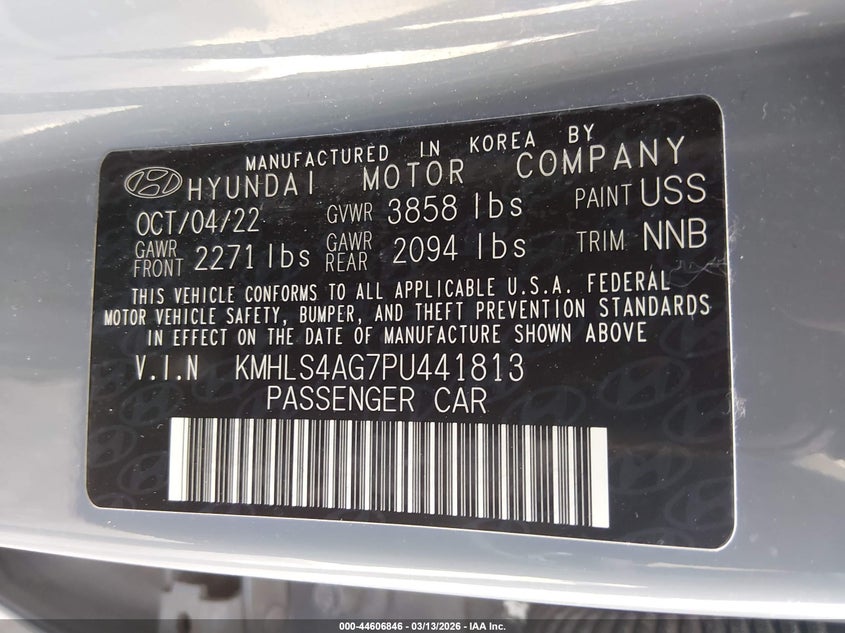 MANUFACTURED IN KOREA BY
HYUNDAI MOTOR COMPANY
OCT/04/22 GVWR 3858 lbs PAINT USS
GAWR FRONT 2271 lbs GAWR REAR 2094 lbs TRIM NNB
THIS VEHICLE CONFORMS TO ALL APPLICABLE U.S.A. FEDERAL
MOTOR VEHICLE SAFETY, BUMPER, AND THEFT PREVENTION STANDARDS
IN EFFECT ON THE DATE OF MANUFACTURE SHOWN ABOVE
V.I.N KMHLS4AG7PU441813
PASSENGER CAR
000-44606846 - 03/13/2026 - IAA Inc.